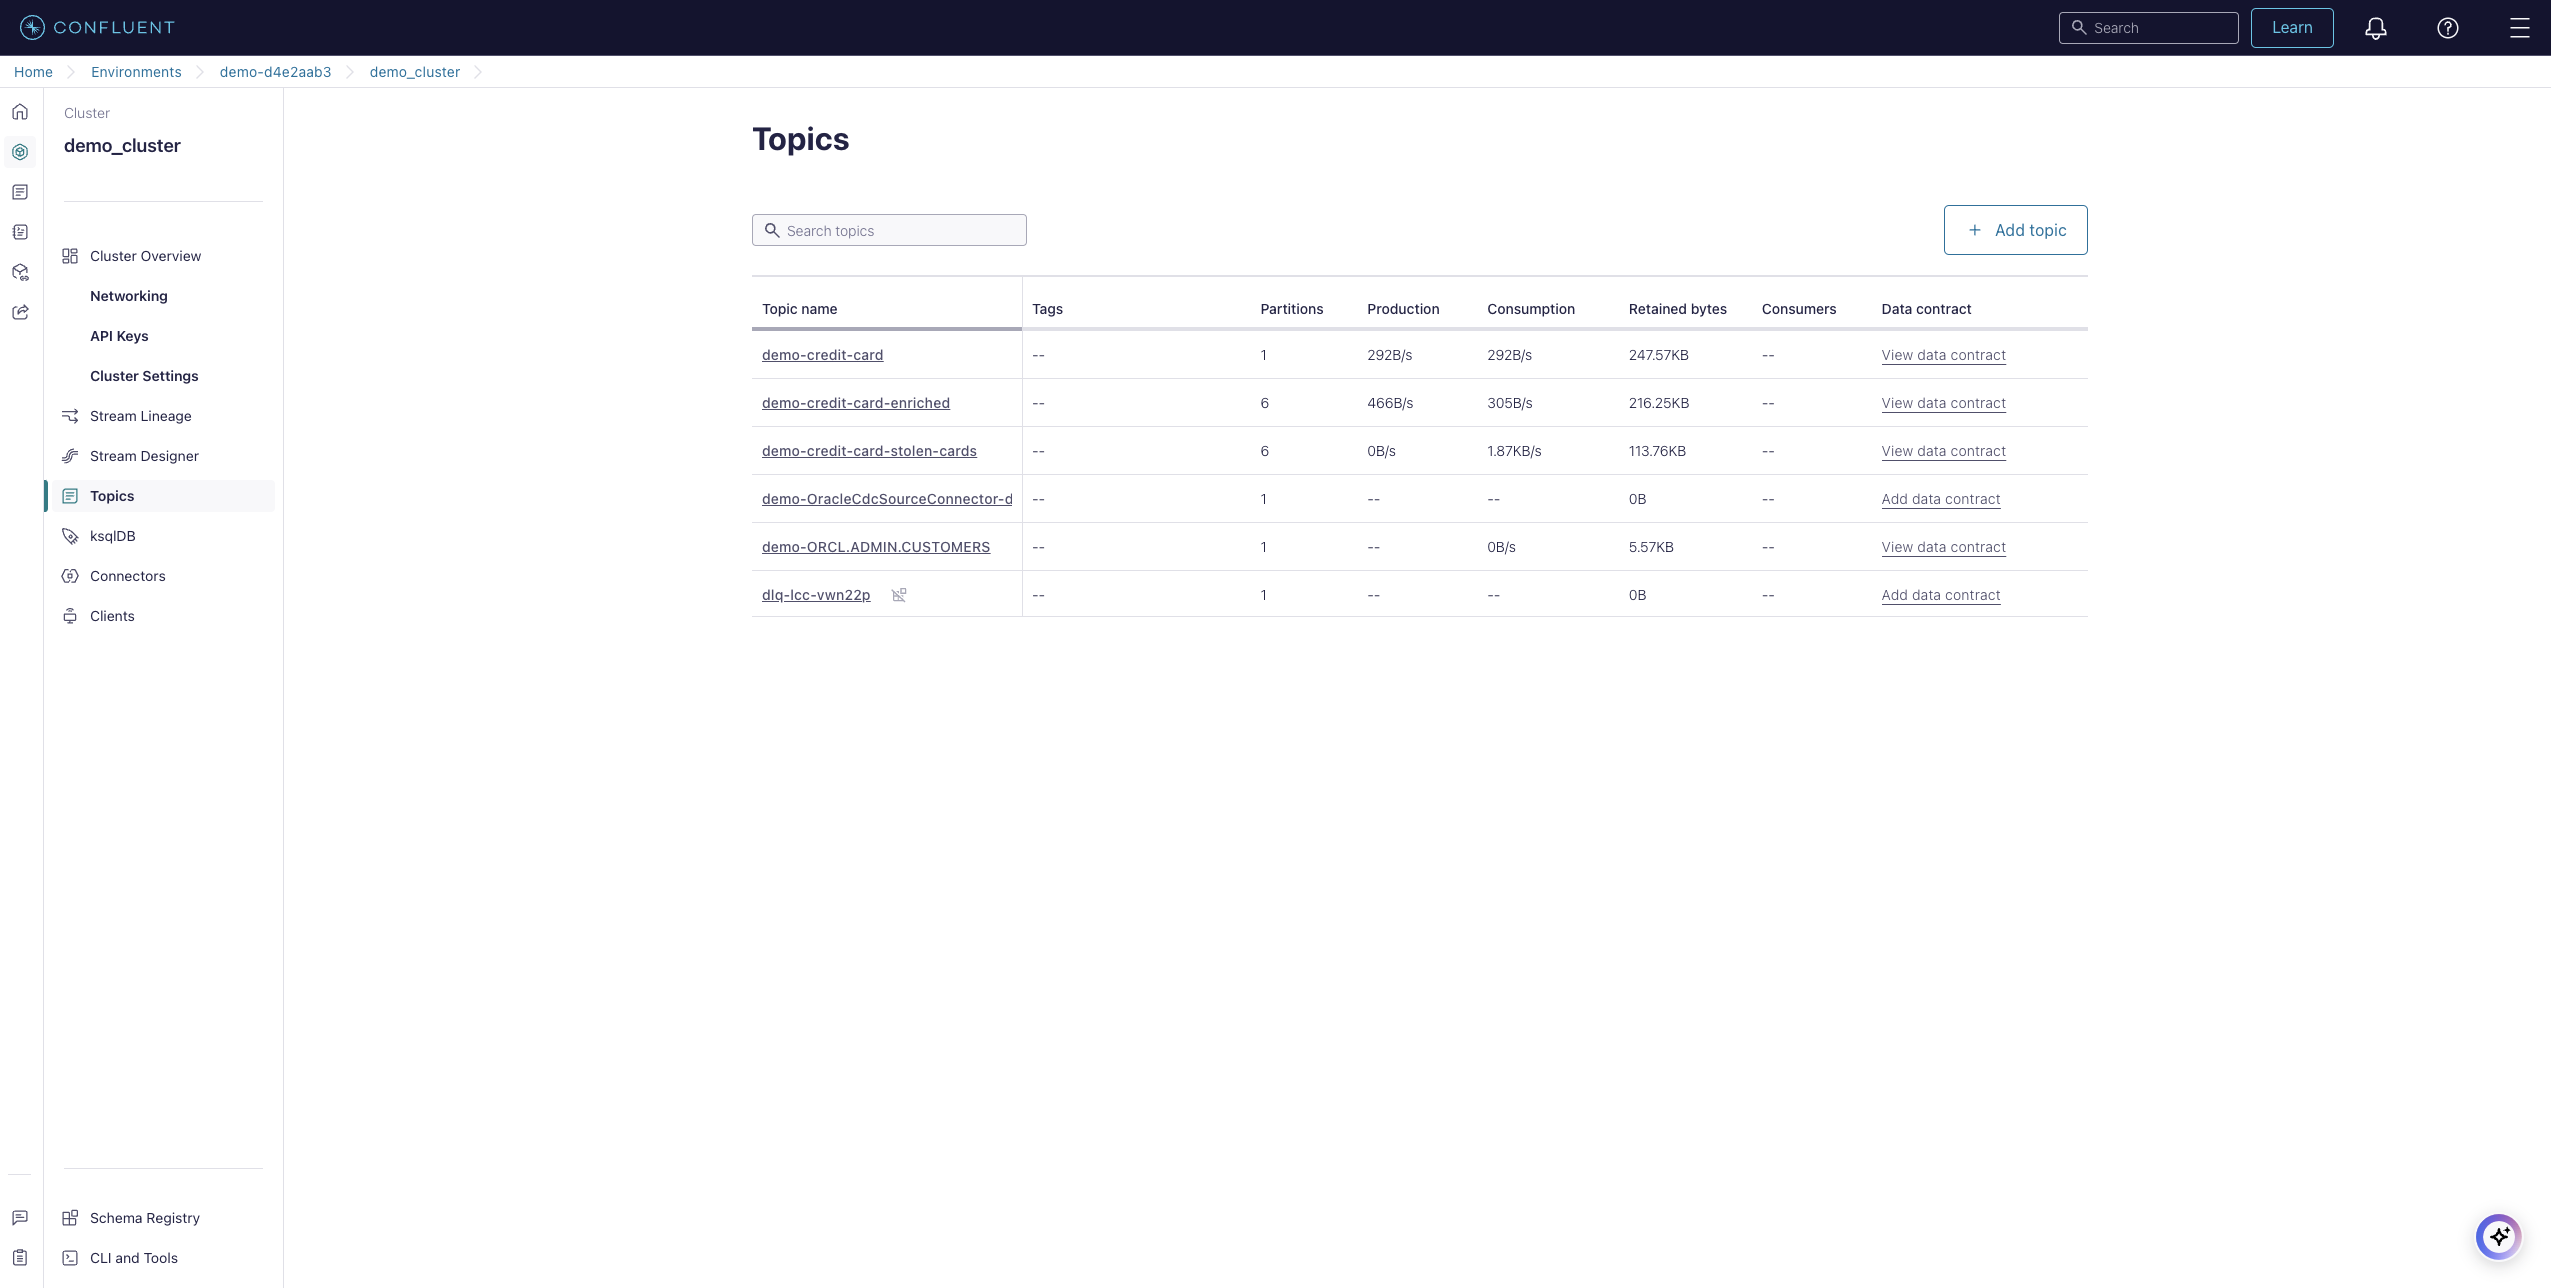 CONFLUENT
Search
Learn
Home
Environments
demo-d4e2aab3
demo_cluster
Cluster
demo_cluster
Cluster Overview
Networking
API Keys
Cluster Settings
Stream Lineage
Stream Designer
Topics
ksqlDB
Connectors
Clients
Schema Registry
CLI and Tools
Topics
Search topics
+ Add topic
Topic name Tags Partitions Production Consumption Retained bytes Consumers Data contract
demo-credit-card -- 1 292B/s 292B/s 247.57KB -- View data contract
demo-credit-card-enriched -- 6 466B/s 305B/s 216.25KB -- View data contract
demo-credit-card-stolen-cards -- 6 0B/s 1.87KB/s 113.76KB -- View data contract
demo-OracleCdcSourceConnector-d -- 1 -- -- 0B -- Add data contract
demo-ORCL.ADMIN.CUSTOMERS -- 1 -- 0B/s 5.57KB -- View data contract
dlq-lcc-vwn22p -- 1 -- -- 0B -- Add data contract